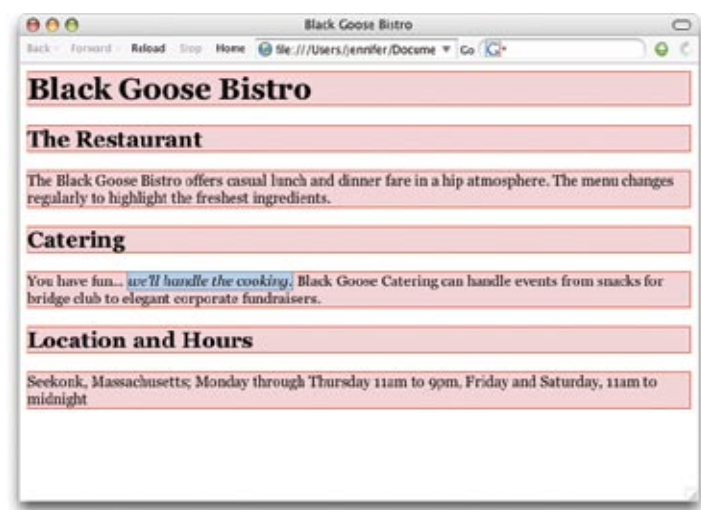 Black Goose Bistro
Back Forward Reload Stop Home file:///Users/jennifer/Docume Go
Black Goose Bistro
The Restaurant
The Black Goose Bistro offers casual lunch and dinner fare in a hip atmosphere. The menu changes
regularly to highlight the freshest ingredients.
Catering
You have fun... we'll handle the cooking. Black Goose Catering can handle events from snacks for
bridge club to elegant corporate fundraisers.
Location and Hours
Seekonk, Massachusetts; Monday through Thursday 11am to 9pm, Friday and Saturday, 11am to
midnight